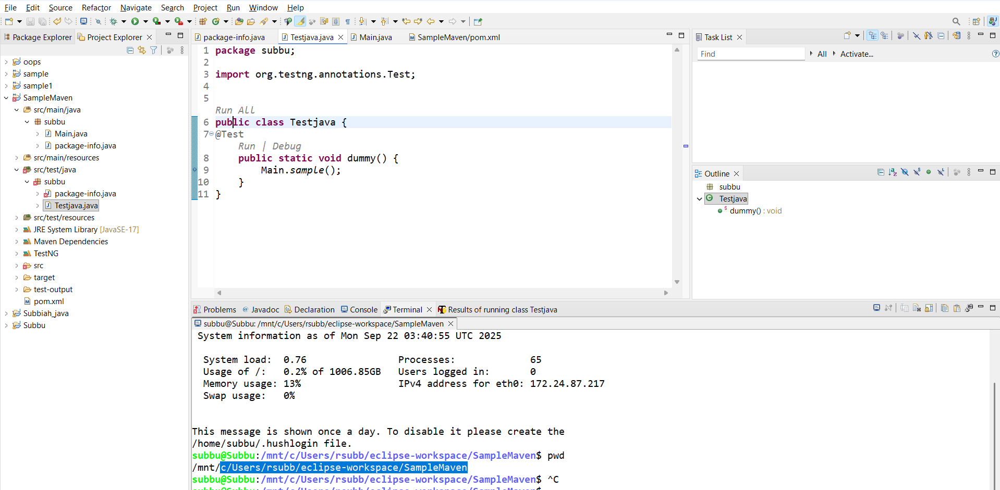 File Edit Source Refactor Navigate Search Project Run Window Help
Package Explorer Project Explorer
oops
sample
sample1
SampleMaven
src/main/java
subbu
Main.java
package-info.java
src/main/resources
src/test/java
subbu
package-info.java
Testjava.java
src/test/resources
JRE System Library [JavaSE-17]
Maven Dependencies
TestNG
src
target
test-output
pom.xml
Subbiah_java
Subbu
package-info.java Testjava.java Main.java SampleMaven/pom.xml
1 package subbu;
2
3 import org.testng.annotations.Test;
4
5
Run All
6 public class Testjava {
7 @Test
Run | Debug
8 public static void dummy() {
9 Main.sample();
10 }
11 }
Task List
Find All Activate...
Outline
subbu
Testjava
dummy() : void
Problems Javadoc Declaration Console Terminal Results of running class Testjava
subbu@Subbu: /mnt/c/Users/rsubb/eclipse-workspace/SampleMaven
System information as of Mon Sep 22 03:40:55 UTC 2025
System load: 0.76 Processes: 65
Usage of /: 0.2% of 1006.85GB Users logged in: 0
Memory usage: 13% IPv4 address for eth0: 172.24.87.217
Swap usage: 0%
This message is shown once a day. To disable it please create the
/home/subbu/.hushlogin file.
subbu@Subbu:/mnt/c/Users/rsubb/eclipse-workspace/SampleMaven$ pwd
/mnt/c/Users/rsubb/eclipse-workspace/SampleMaven
subbu@Subbu:/mnt/c/Users/rsubb/eclipse-workspace/SampleMaven$ ^C